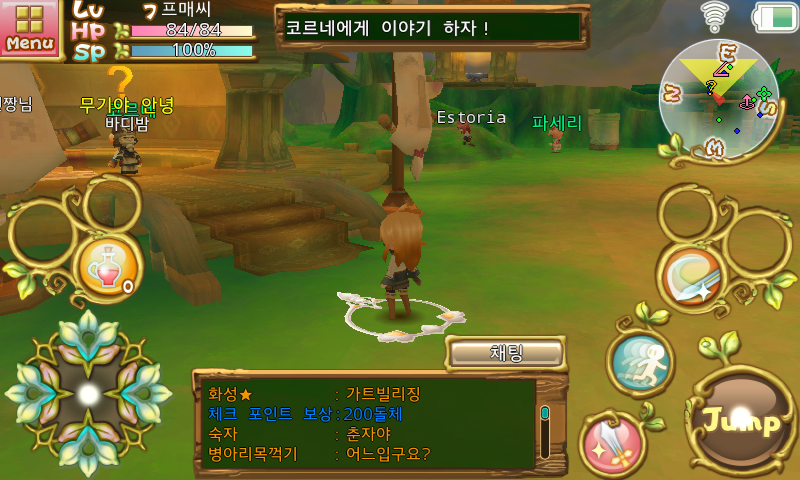 Menu
Lv 7 프매씨
HP 84/84
SP 100%
코르네에게 이야기 하자 !
E
S
짱님
무기야 안녕
바디밤
Estoria
파세리
0
채팅
화성★ : 가트빌리징
체크 포인트 보상:200돌체
숙자 : 춘자야
병아리목꺽기 : 어느입구요?
Jump